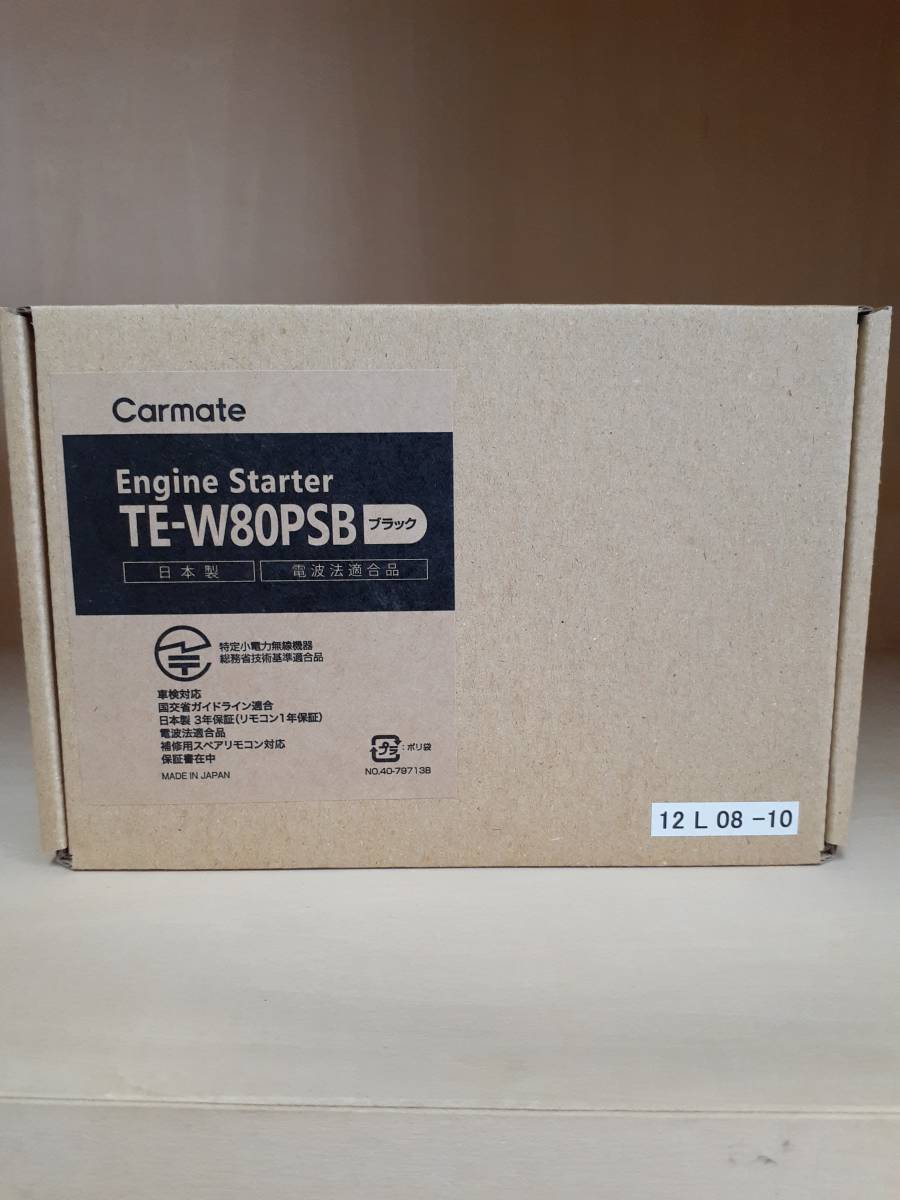 Carmate
Engine Starter
TE-W80PSB ブラック
日本製 電波法適合品
特定小電力無線機器
総務省技術基準適合品
車検対応
国交省ガイドライン適合
日本製 3年保証(リモコン1年保証)
電波法適合品
補修用スペアリモコン対応
保証書在中
MADE IN JAPAN
プラ :ポリ袋
NO.40-79713B
12 L 08 -10